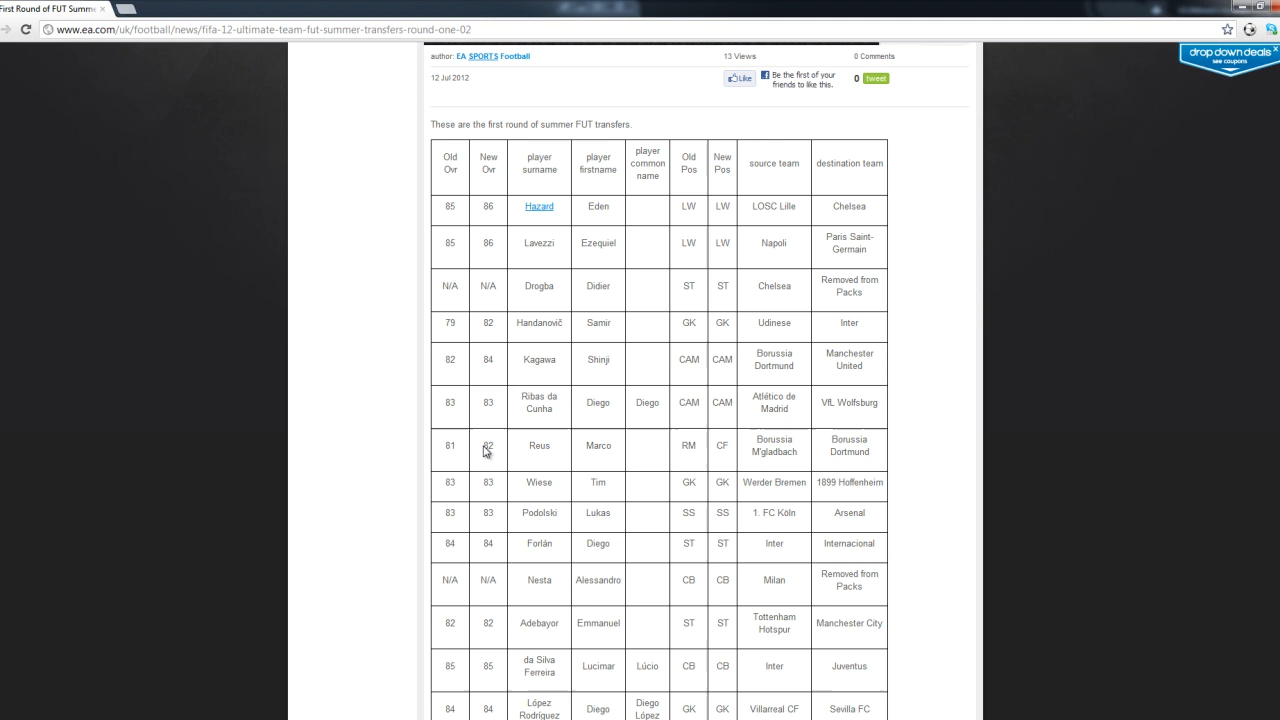 First Round of FUT Summe
www.ea.com/uk/football/news/fifa-12-ultimate-team-fut-summer-transfers-round-one-02
drop down deals
see coupons
author: EA SPORTS Football 13 Views 0 Comments
12 Jul 2012 Like Be the first of your friends to like this. 0 tweet
These are the first round of summer FUT transfers.
Old Ovr New Ovr player surname player firstname player common name Old Pos New Pos source team destination team
85 86 Hazard Eden LW LW LOSC Lille Chelsea
85 86 Lavezzi Ezequiel LW LW Napoli Paris Saint-Germain
N/A N/A Drogba Didier ST ST Chelsea Removed from Packs
79 82 Handanovič Samir GK GK Udinese Inter
82 84 Kagawa Shinji CAM CAM Borussia Dortmund Manchester United
83 83 Ribas da Cunha Diego Diego CAM CAM Atlético de Madrid VfL Wolfsburg
81 82 Reus Marco RM CF Borussia M'gladbach Borussia Dortmund
83 83 Wiese Tim GK GK Werder Bremen 1899 Hoffenheim
83 83 Podolski Lukas SS SS 1. FC Köln Arsenal
84 84 Forlán Diego ST ST Inter Internacional
N/A N/A Nesta Alessandro CB CB Milan Removed from Packs
82 82 Adebayor Emmanuel ST ST Tottenham Hotspur Manchester City
85 85 da Silva Ferreira Lucimar Lúcio CB CB Inter Juventus
84 84 López Rodríguez Diego Diego López GK GK Villarreal CF Sevilla FC